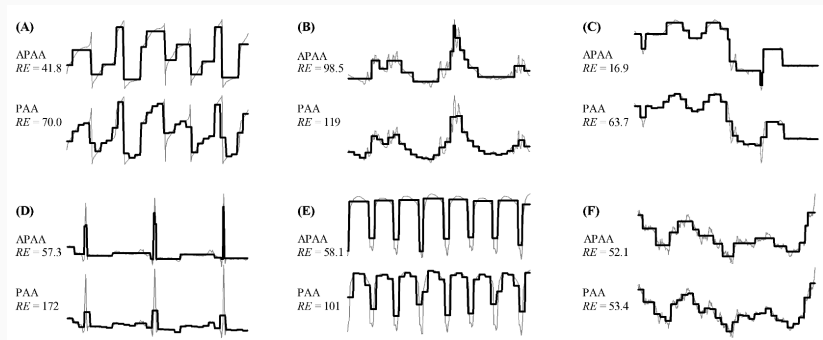 (A)
APAA
RE = 41.8
PAA
RE = 70.0
(B)
APAA
RE = 98.5
PAA
RE = 119
(C)
APAA
RE = 16.9
PAA
RE = 63.7
(D)
APAA
RE = 57.3
PAA
RE = 172
(E)
APAA
RE = 58.1
PAA
RE = 101
(F)
APAA
RE = 52.1
PAA
RE = 53.4